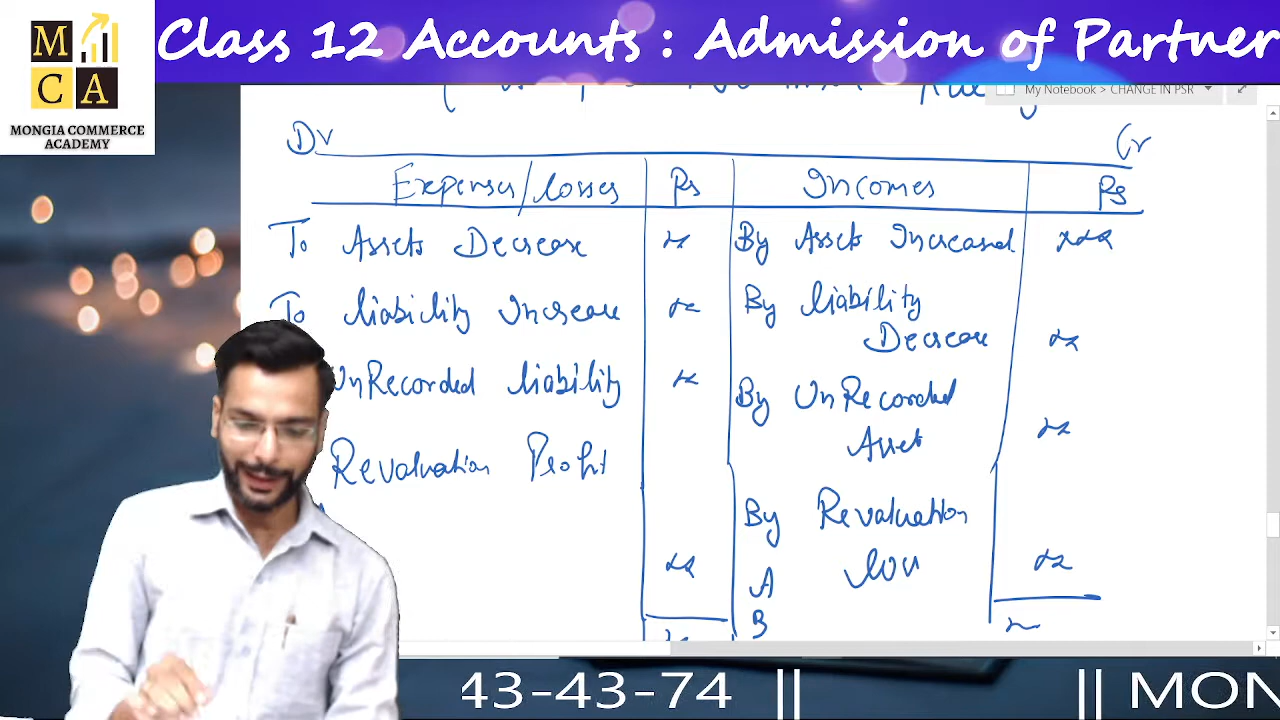 Class 12 Accounts : Admission of Partner
M
C A
MONGIA COMMERCE
ACADEMY
My Notebook > CHANGE IN PSR
Dr
Cr
Expenses/losses Rs Incomes Rs
To Assets Decrease xx By Assets Increased xxx
To liability Increase xx By liability
Decrease xx
UnRecorded liability xx By UnRecorded
Asset xx
Revaluation Profit
By Revaluation
loss xx
xx A
B
43-43-74 || || MON